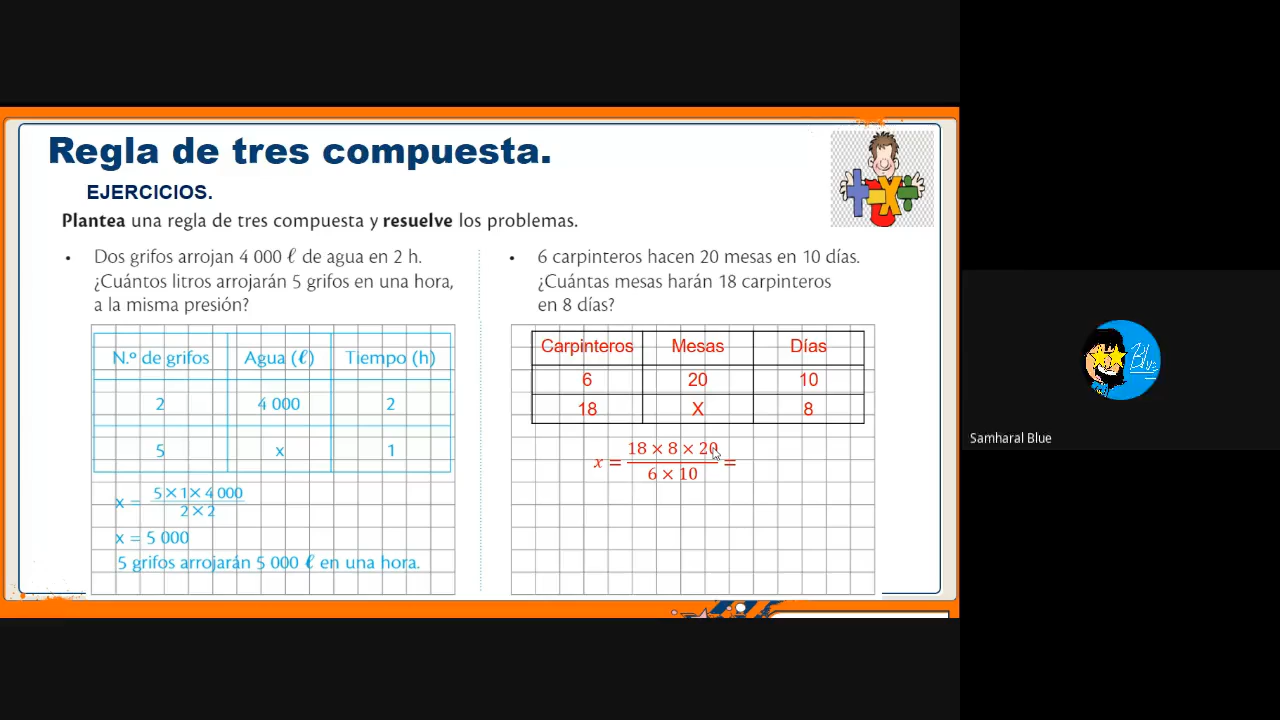 Regla de tres compuesta.
EJERCICIOS.
Plantea una regla de tres compuesta y resuelve los problemas.
• Dos grifos arrojan 4 000 ℓ de agua en 2 h.
¿Cuántos litros arrojarán 5 grifos en una hora,
a la misma presión?
N.º de grifos Agua (ℓ) Tiempo (h)
2 4 000 2
5 x 1
x = 5 × 1 × 4 000 / 2 × 2
x = 5 000
5 grifos arrojarán 5 000 ℓ en una hora.
• 6 carpinteros hacen 20 mesas en 10 días.
¿Cuántas mesas harán 18 carpinteros
en 8 días?
Carpinteros Mesas Días
6 20 10
18 X 8
x = 18 × 8 × 20 / 6 × 10 =
Samharal Blue